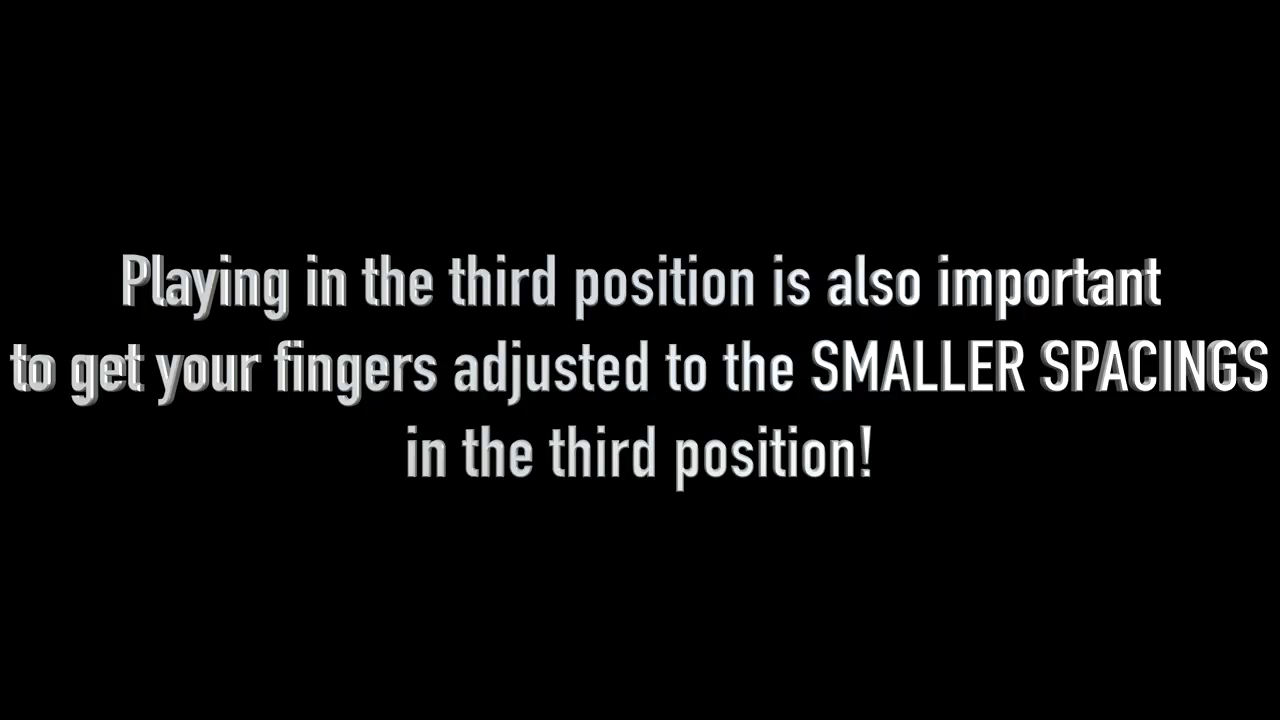 Playing in the third position is also important
to get your fingers adjusted to the SMALLER SPACINGS
in the third position!